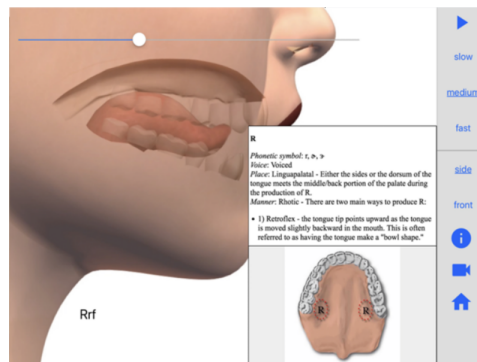 R
Phonetic symbol: r, ɚ, ɝ
Voice: Voiced
Place: Linguapalatal - Either the sides or the dorsum of the
tongue meets the middle/back portion of the palate during
the production of R.
Manner: Rhotic - There are two main ways to produce R:
• 1) Retroflex - the tongue tip points upward as the tongue
is moved slightly backward in the mouth. This is often
referred to as having the tongue make a "bowl shape."
R R
Rrf
slow
medium
fast
side
front
i